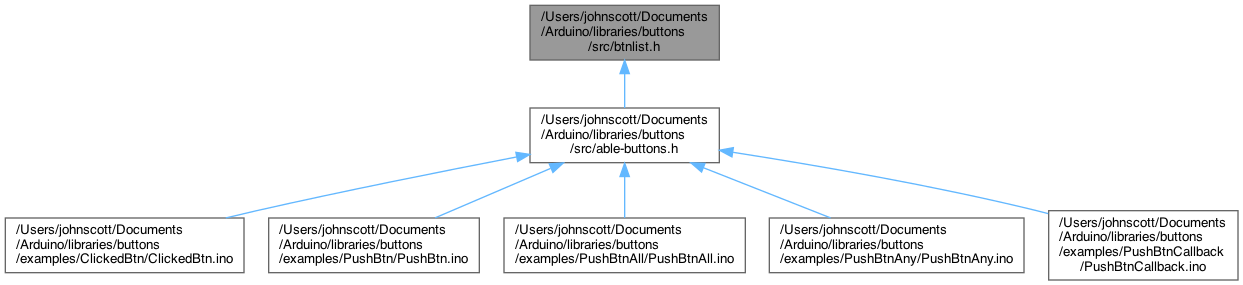 /Users/johnscott/Documents
/Arduino/libraries/buttons
/src/btnlist.h
/Users/johnscott/Documents
/Arduino/libraries/buttons
/src/able-buttons.h
/Users/johnscott/Documents
/Arduino/libraries/buttons
/examples/ClickedBtn/ClickedBtn.ino
/Users/johnscott/Documents
/Arduino/libraries/buttons
/examples/PushBtn/PushBtn.ino
/Users/johnscott/Documents
/Arduino/libraries/buttons
/examples/PushBtnAll/PushBtnAll.ino
/Users/johnscott/Documents
/Arduino/libraries/buttons
/examples/PushBtnAny/PushBtnAny.ino
/Users/johnscott/Documents
/Arduino/libraries/buttons
/examples/PushBtnCallback
/PushBtnCallback.ino